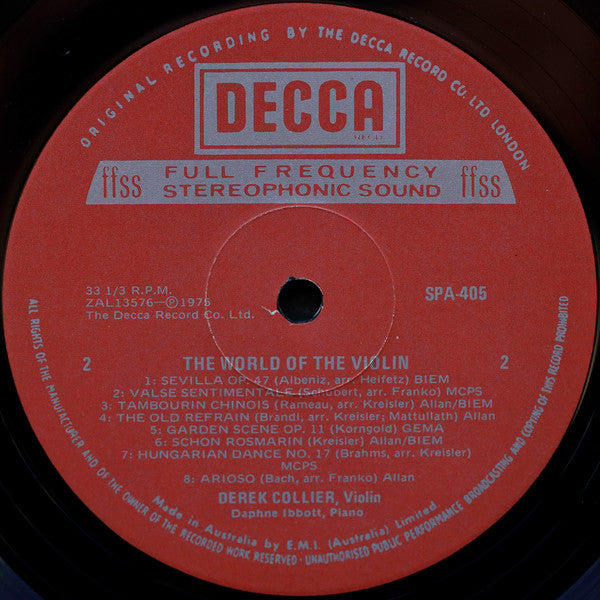 ORIGINAL RECORDING BY THE DECCA RECORD CO. LTD. LONDON
DECCA
ffss FULL FREQUENCY STEREOPHONIC SOUND ffss
33 1/3 R.P.M.
ZAL13576—Ⓟ1975
The Decca Record Co. Ltd.
SPA-405
2 THE WORLD OF THE VIOLIN 2
1: SEVILLA OP. 47 (Albeniz, arr. Heifetz) BIEM
2: VALSE SENTIMENTALE (Schubert, arr. Franko) MCPS
3: TAMBOURIN CHINOIS (Rameau, arr. Kreisler) Allan/BIEM
4: THE OLD REFRAIN (Brandl, arr. Kreisler; Mattullath) Allan
5: GARDEN SCENE OP. 11 (Korngold) GEMA
6: SCHON ROSMARIN (Kreisler) Allan/BIEM
7: HUNGARIAN DANCE NO. 17 (Brahms, arr. Kreisler)
MCPS
8: ARIOSO (Bach, arr. Franko) Allan
DEREK COLLIER, Violin
Daphne Ibbott, Piano
Made in Australia by E.M.I. (Australia) Limited.
ALL RIGHTS OF THE MANUFACTURER AND OF THE OWNER OF THE RECORDED WORK RESERVED · UNAUTHORISED PUBLIC PERFORMANCE BROADCASTING AND COPYING OF THIS RECORD PROHIBITED